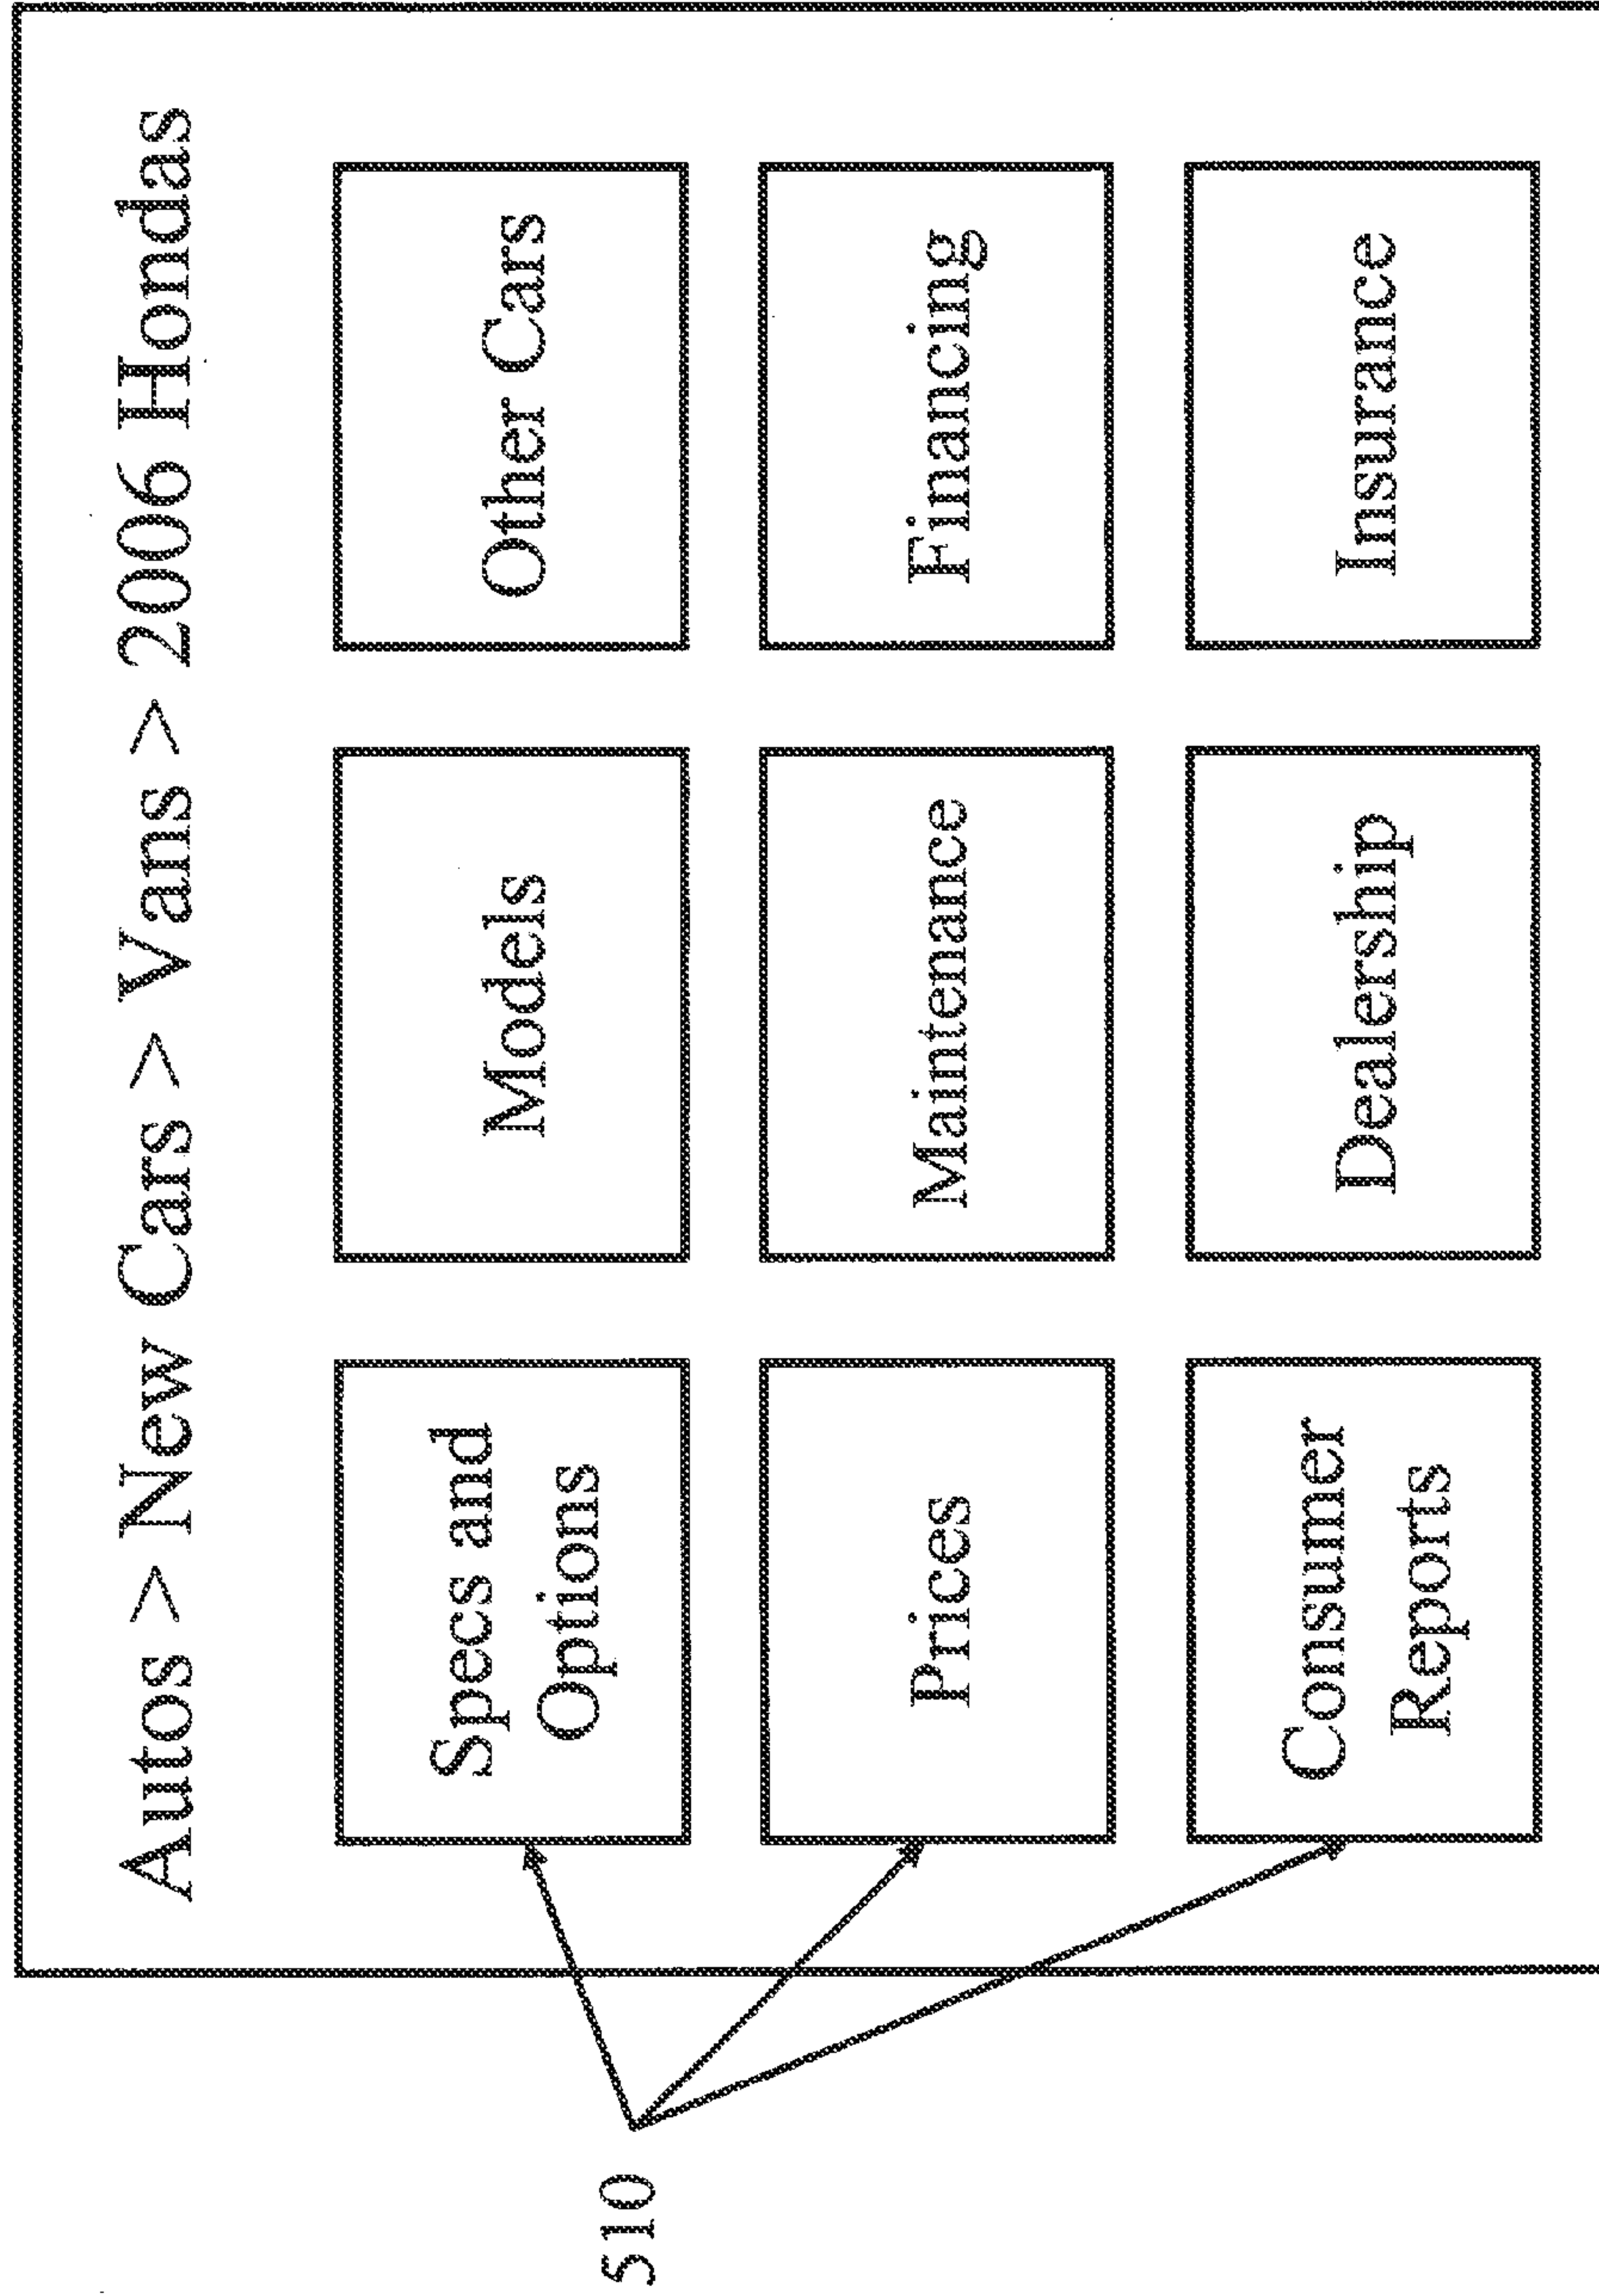 Autos > New Cars > Vans > 2006 Hondas
Specs and
Options
Models
Other Cars
Prices
Maintenance
Financing
Consumer
Reports
Dealership
Insurance
510